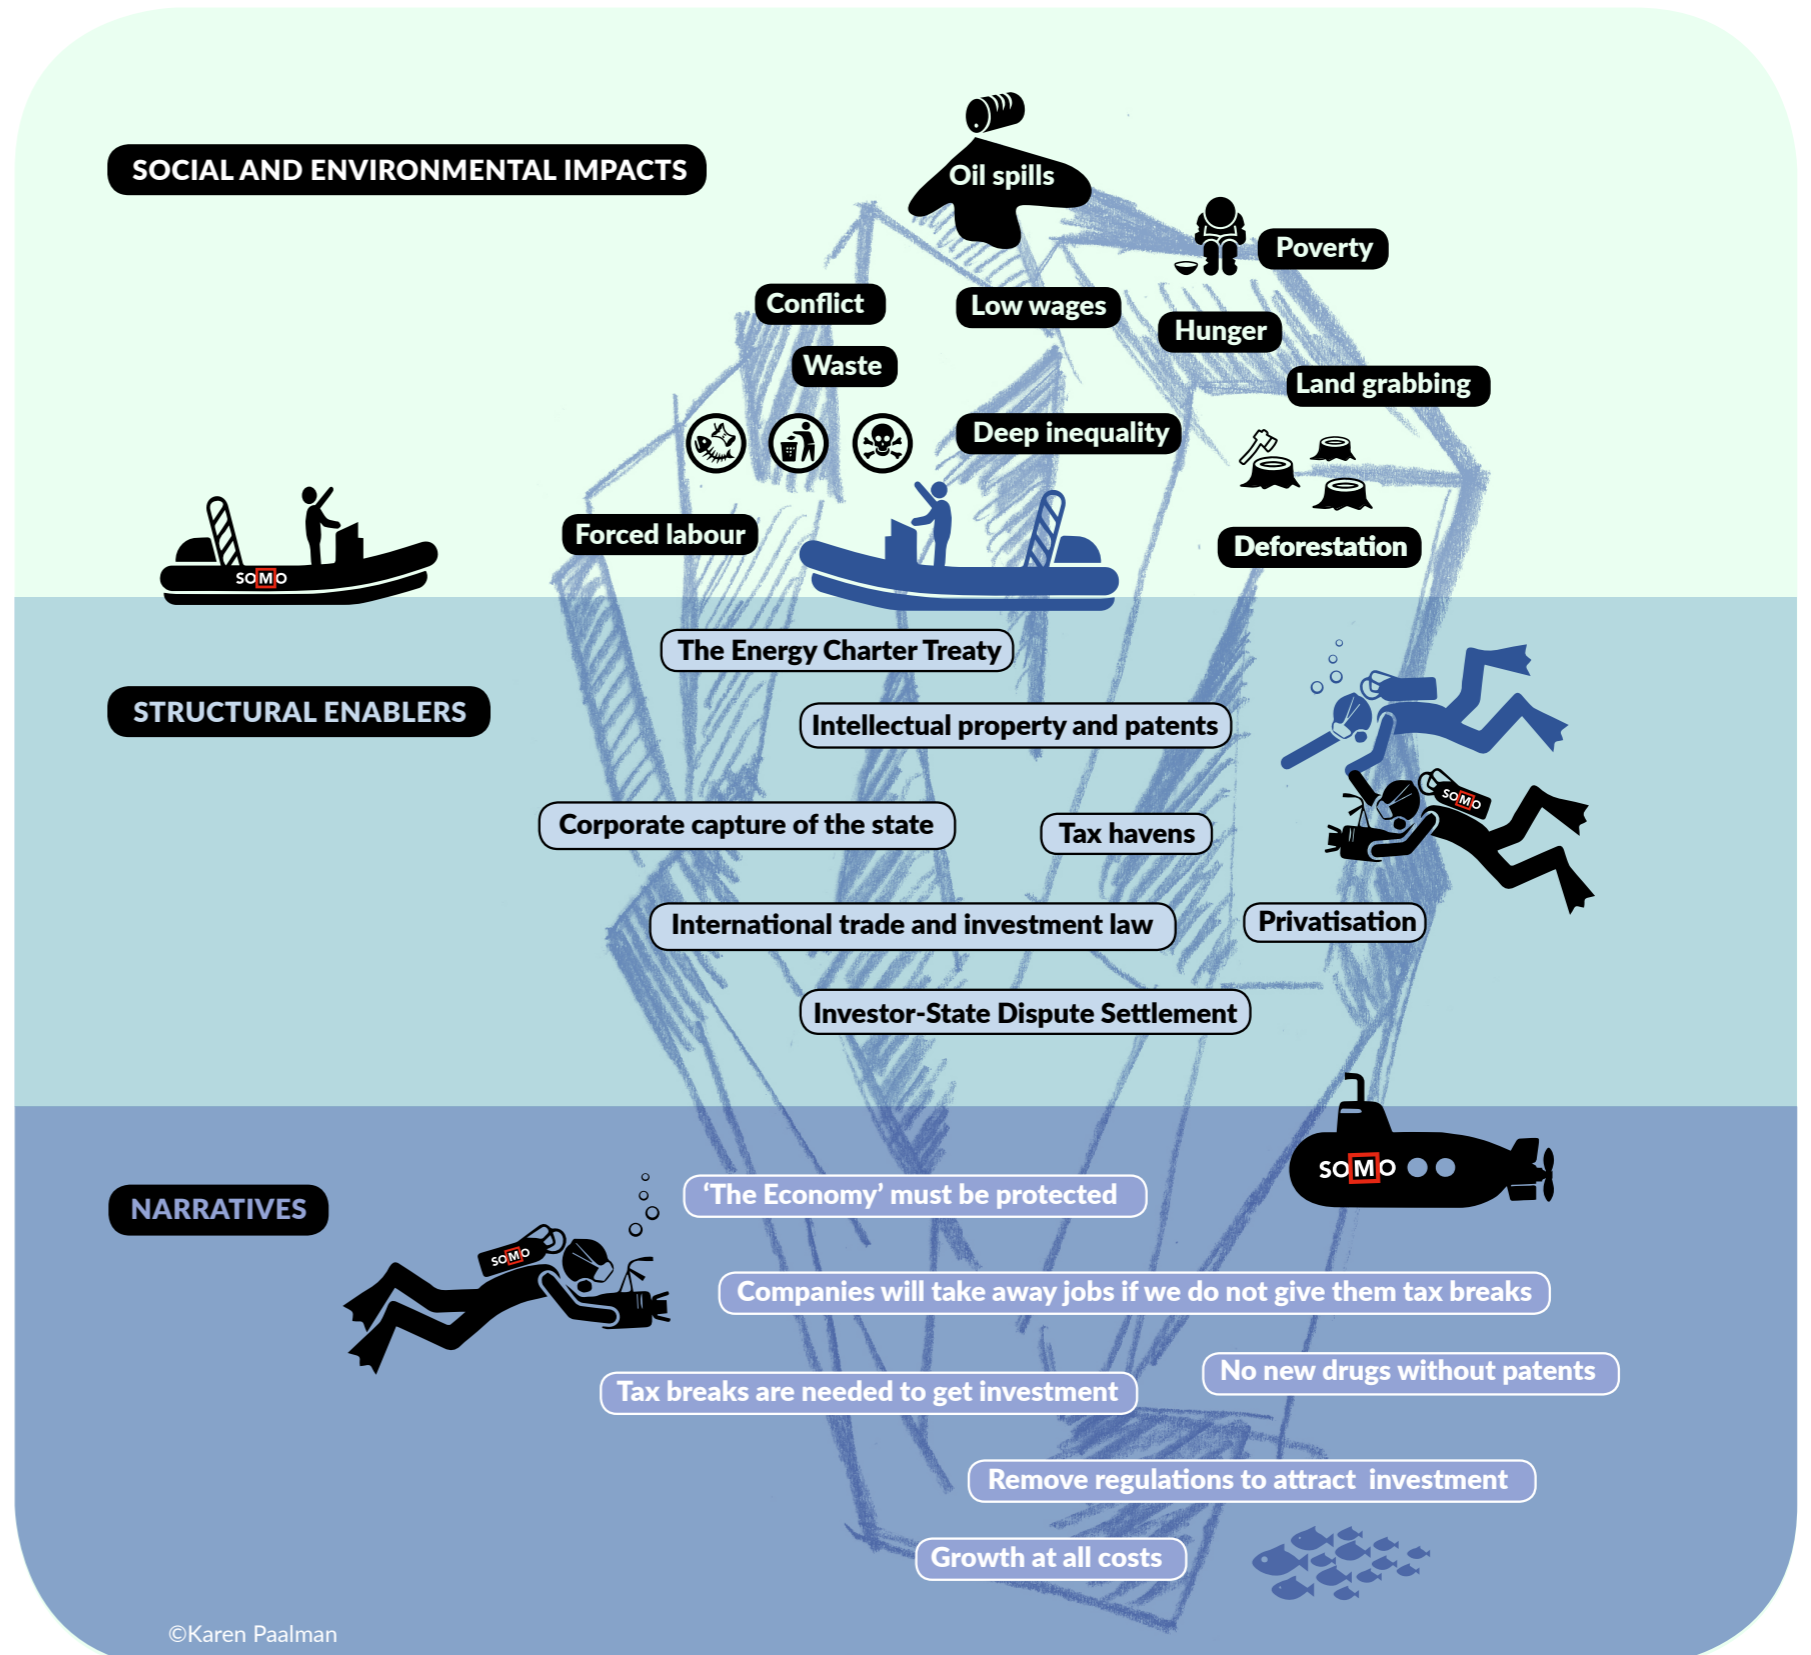 SOCIAL AND ENVIRONMENTAL IMPACTS
Oil spills
Poverty
Conflict
Low wages
Hunger
Waste
Land grabbing
Deep inequality
Forced labour
Deforestation
SOMO
The Energy Charter Treaty
STRUCTURAL ENABLERS
Intellectual property and patents
SOMO
Corporate capture of the state
Tax havens
International trade and investment law
Privatisation
Investor-State Dispute Settlement
SOMO
NARRATIVES
‘The Economy’ must be protected
SOMO
Companies will take away jobs if we do not give them tax breaks
No new drugs without patents
Tax breaks are needed to get investment
Remove regulations to attract investment
Growth at all costs
©Karen Paalman